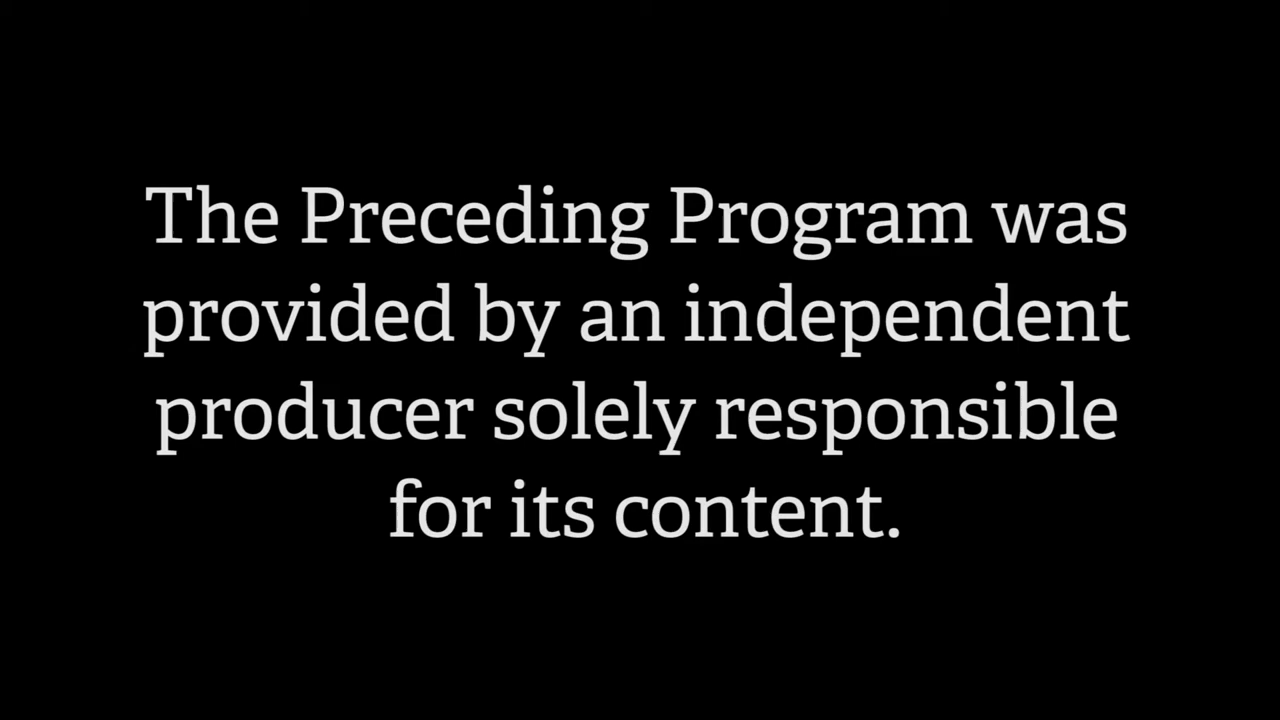 The Preceding Program was
provided by an independent
producer solely responsible
for its content.